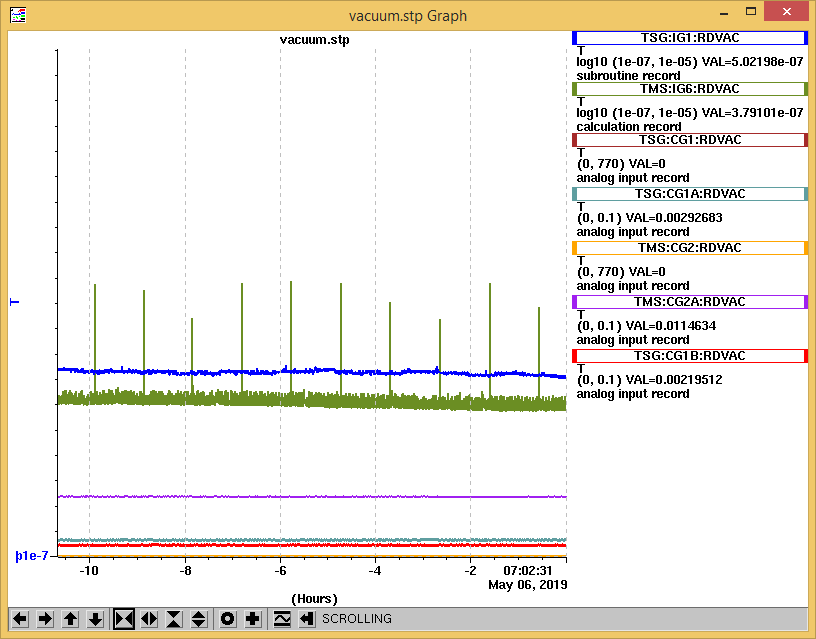 vacuum.stp Graph
vacuum.stp
T
þ1e-7
-10
-8
-6
-4
-2
07:02:31
May 06, 2019
(Hours)
TSG:IG1:RDVAC
T
log10 (1e-07, 1e-05) VAL=5.02198e-07
subroutine record
TMS:IG6:RDVAC
T
log10 (1e-07, 1e-05) VAL=3.79101e-07
calculation record
TSG:CG1:RDVAC
T
(0, 770) VAL=0
analog input record
TSG:CG1A:RDVAC
T
(0, 0.1) VAL=0.00292683
analog input record
TMS:CG2:RDVAC
T
(0, 770) VAL=0
analog input record
TMS:CG2A:RDVAC
T
(0, 0.1) VAL=0.0114634
analog input record
TSG:CG1B:RDVAC
T
(0, 0.1) VAL=0.00219512
analog input record
SCROLLING